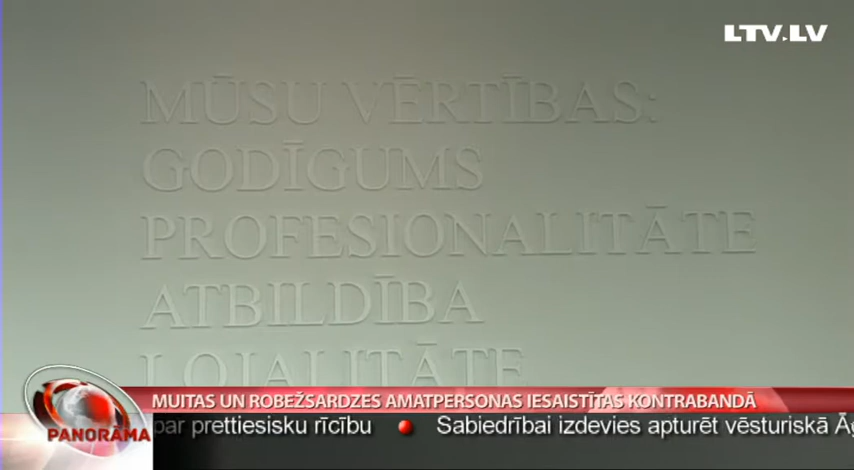 LTV.LV
MŪSU VĒRTĪBAS:
GODĪGUMS
PROFESIONALITĀTE
ATBILDĪBA
LOJALITĀTE
MUITAS UN ROBEŽSARDZES AMATPERSONAS IESAISTĪTAS KONTRABANDĀ
PANORĀMA
par prettiesisku rīcību • Sabiedrībai izdevies apturēt vēsturiskā